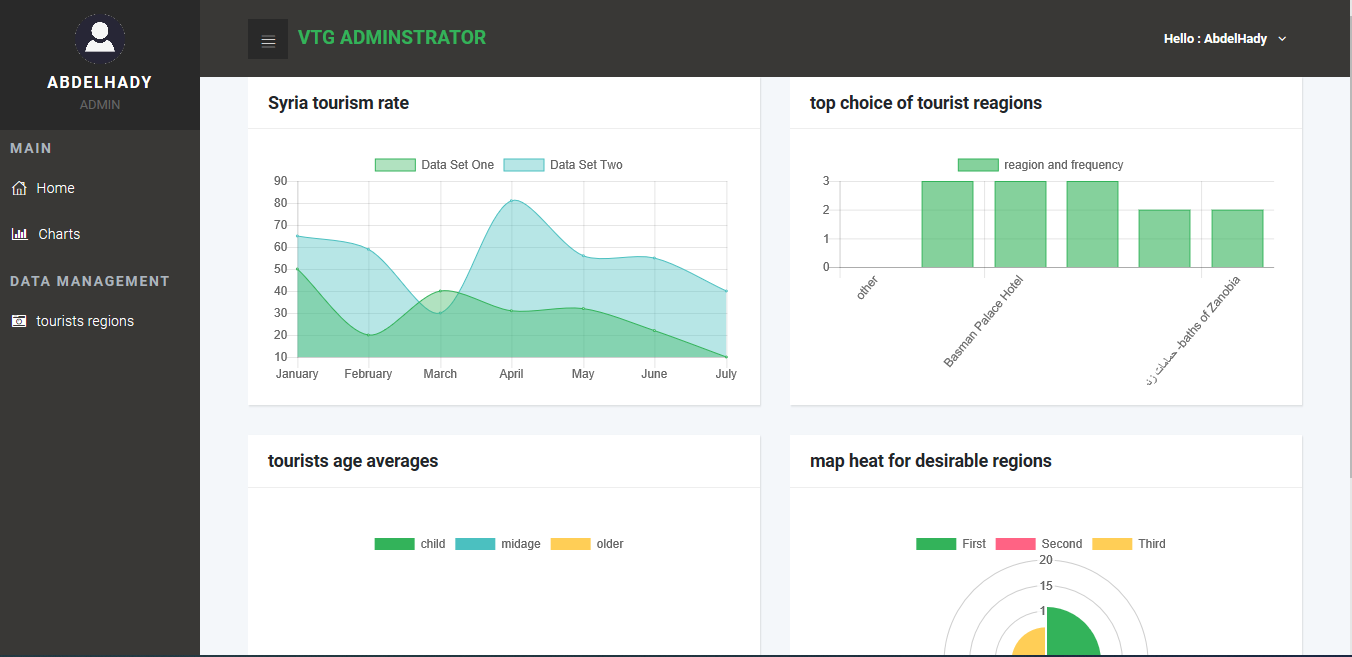 ABDELHADY
ADMIN
MAIN
Home
Charts
DATA MANAGEMENT
tourists regions
VTG ADMINSTRATOR
Hello : AbdelHady
Syria tourism rate
Data Set One
Data Set Two
90
80
70
60
50
40
30
20
10
January February March April May June July
top choice of tourist reagions
reagion and frequency
3
2
1
0
other
Basman Palace Hotel
-baths of Zanobia
tourists age averages
child midage older
map heat for desirable regions
First Second Third
20
15
1